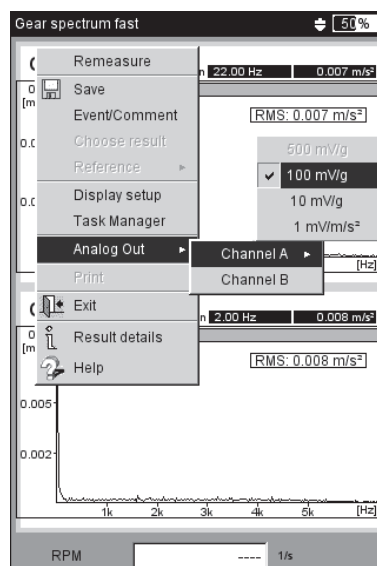 Gear spectrum fast 50%
Remeasure
n 22.00 Hz 0.007 m/s²
Save
[m
Event/Comment
RMS: 0.007 m/s²
Choose result
500 mV/g
Reference
100 mV/g
Display setup
10 mV/g
Task Manager
1 mV/m/s²
Analog Out
Channel A
[Hz]
Print
Channel B
Exit
n 2.00 Hz 0.008 m/s²
[m
Result details
RMS: 0.008 m/s²
Help
0.005
0.002
1k 2k 3k 4k 5k [Hz]
RPM ---- 1/s